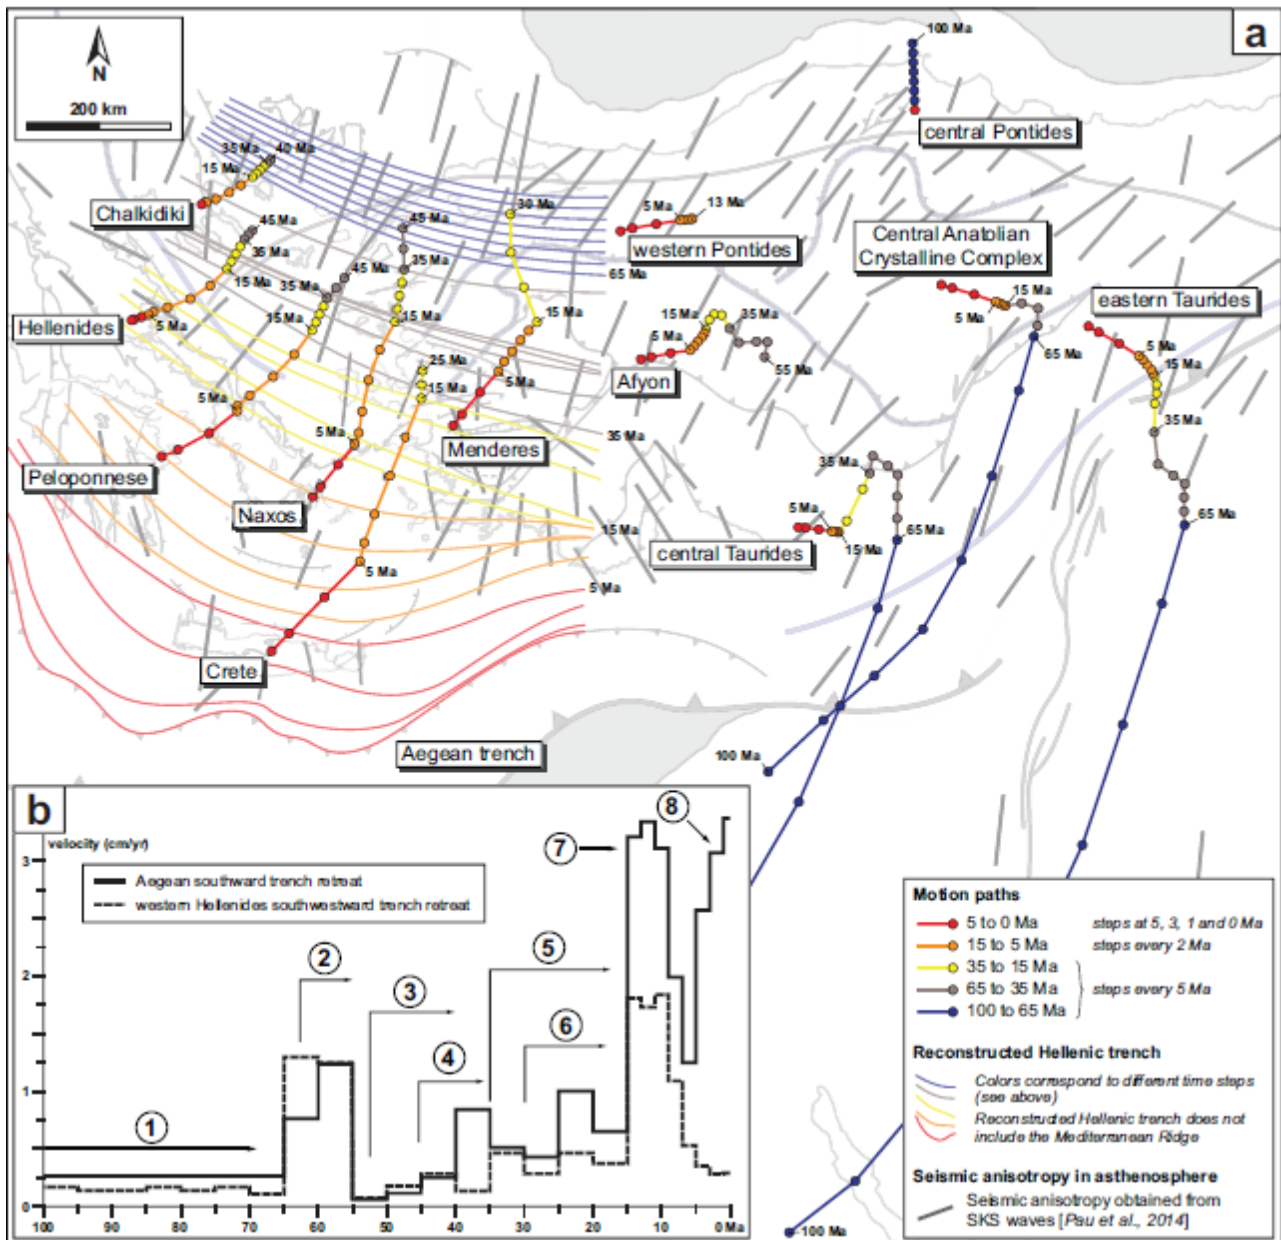 a
N
200 km
100 Ma
central Pontides
35 Ma
40 Ma
15 Ma
Chalkidiki
45 Ma
35 Ma
15 Ma
5 Ma
Hellenides
45 Ma
35 Ma
15 Ma
5 Ma
Peloponnese
45 Ma
35 Ma
15 Ma
5 Ma
Naxos
25 Ma
15 Ma
5 Ma
Crete
30 Ma
15 Ma
5 Ma
Menderes
65 Ma
35 Ma
15 Ma
5 Ma
Aegean trench
5 Ma
13 Ma
western Pontides
15 Ma
35 Ma
5 Ma
55 Ma
Afyon
Central Anatolian
Crystalline Complex
15 Ma
5 Ma
65 Ma
100 Ma
eastern Taurides
5 Ma
15 Ma
35 Ma
65 Ma
35 Ma
5 Ma
15 Ma
65 Ma
central Taurides
100 Ma
b
velocity (cm/yr)
Aegean southward trench retreat
western Hellenides southwestward trench retreat
3
2
1
0
1
2
3
4
5
6
7
8
100 90 80 70 60 50 40 30 20 10 0 Ma
Motion paths
5 to 0 Ma steps at 5, 3, 1 and 0 Ma
15 to 5 Ma steps every 2 Ma
35 to 15 Ma
65 to 35 Ma steps every 5 Ma
100 to 65 Ma
Reconstructed Hellenic trench
Colors correspond to different time steps
(see above)
Reconstructed Hellenic trench does not
include the Mediterranean Ridge
Seismic anisotropy in asthenosphere
Seismic anisotropy obtained from
SKS waves [Pau et al., 2014]